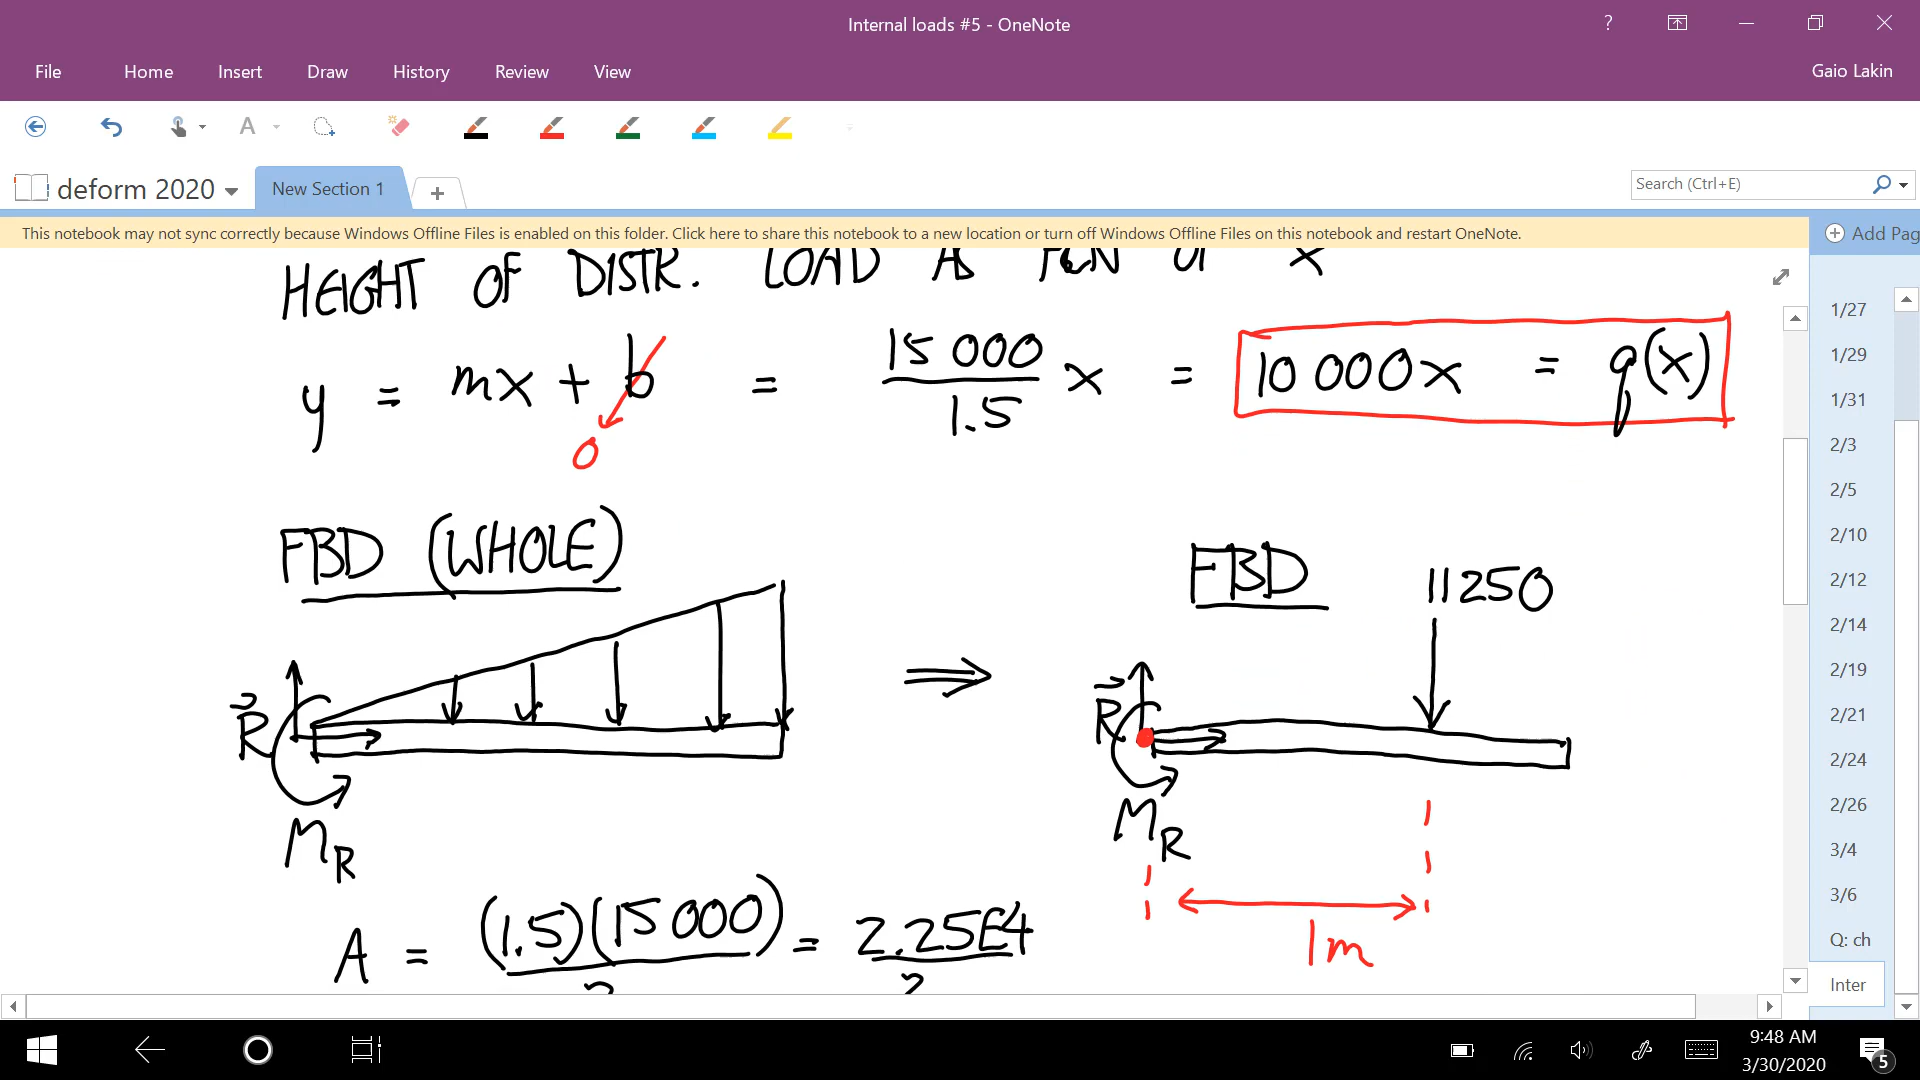 Internal loads #5 - OneNote
?
File Home Insert Draw History Review View
Gaio Lakin
A
deform 2020
New Section 1
+
Search (Ctrl+E)
This notebook may not sync correctly because Windows Offline Files is enabled on this folder. Click here to share this notebook to a new location or turn off Windows Offline Files on this notebook and restart OneNote.
Add Pag
HEIGHT OF DISTR. LOAD AS FCN OF X
y = mx + b = 15 000 / 1.5 x = 10 000x = q(x)
0
FBD (WHOLE)
FBD
11250
R
M_R
⇒
R
M_R
1m
A = (1.5)(15 000) / 2 = 2.25E4 / 2
1/27
1/29
1/31
2/3
2/5
2/10
2/12
2/14
2/19
2/21
2/24
2/26
3/4
3/6
Q: ch
Inter
9:48 AM
3/30/2020
5